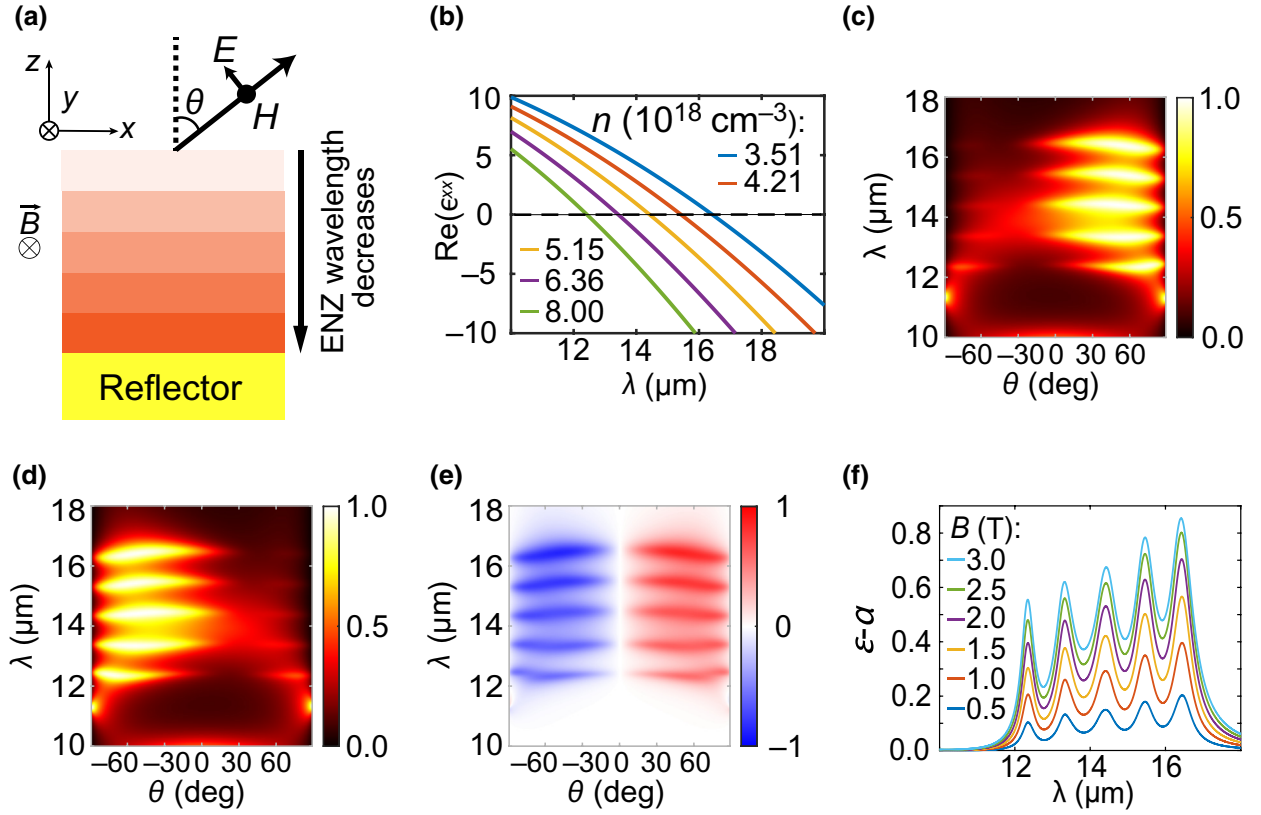 (a)
z
y
x
E
θ
H
B⃗
ENZ wavelength
decreases
Reflector
(b)
Re(ϵˣˣ)
10
5
0
−5
−10
n (10¹⁸ cm⁻³):
3.51
4.21
5.15
6.36
8.00
12 14 16 18
λ (μm)
(c)
λ (μm)
18
16
14
12
10
−60 −30 0 30 60
θ (deg)
1.0
0.5
0.0
(d)
λ (μm)
18
16
14
12
10
−60 −30 0 30 60
θ (deg)
1.0
0.5
0.0
(e)
λ (μm)
18
16
14
12
10
−60 −30 0 30 60
θ (deg)
1
0
−1
(f)
ε-α
0.8
0.6
0.4
0.2
0.0
B (T):
3.0
2.5
2.0
1.5
1.0
0.5
12 14 16
λ (μm)